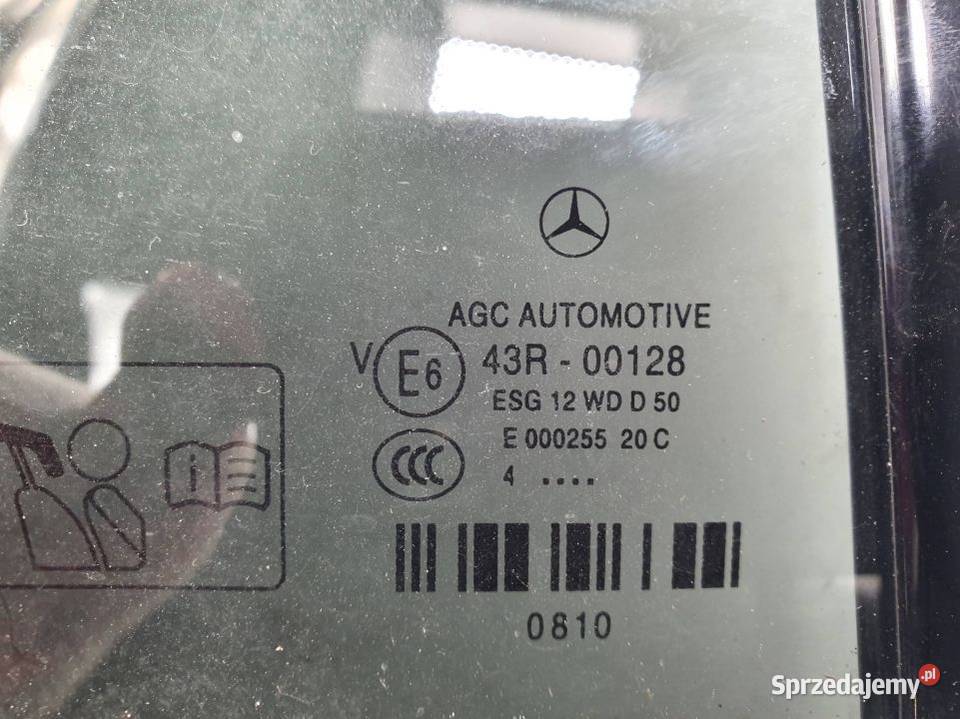 AGC AUTOMOTIVE
V E6 43R - 00128
ESG 12 WD D 50
E 000255 20 C
CCC
4 ....
0810
i
Sprzedajemy.pl